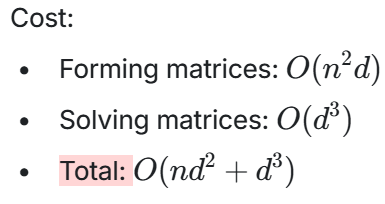 Cost:
• Forming matrices: O(n²d)
• Solving matrices: O(d³)
• Total: O(nd² + d³)